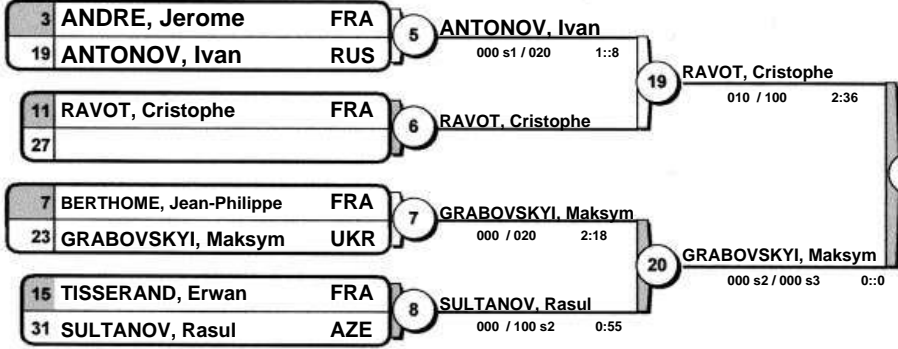 3 ANDRE, Jerome FRA
19 ANTONOV, Ivan RUS
5
ANTONOV, Ivan
000 s1 / 020 1::8
11 RAVOT, Cristophe FRA
27
6
RAVOT, Cristophe
19
RAVOT, Cristophe
010 / 100 2:36
7 BERTHOME, Jean-Philippe FRA
23 GRABOVSKYI, Maksym UKR
7
GRABOVSKYI, Maksym
000 / 020 2:18
15 TISSERAND, Erwan FRA
31 SULTANOV, Rasul AZE
8
SULTANOV, Rasul
000 / 100 s2 0:55
20
GRABOVSKYI, Maksym
000 s2 / 000 s3 0::0